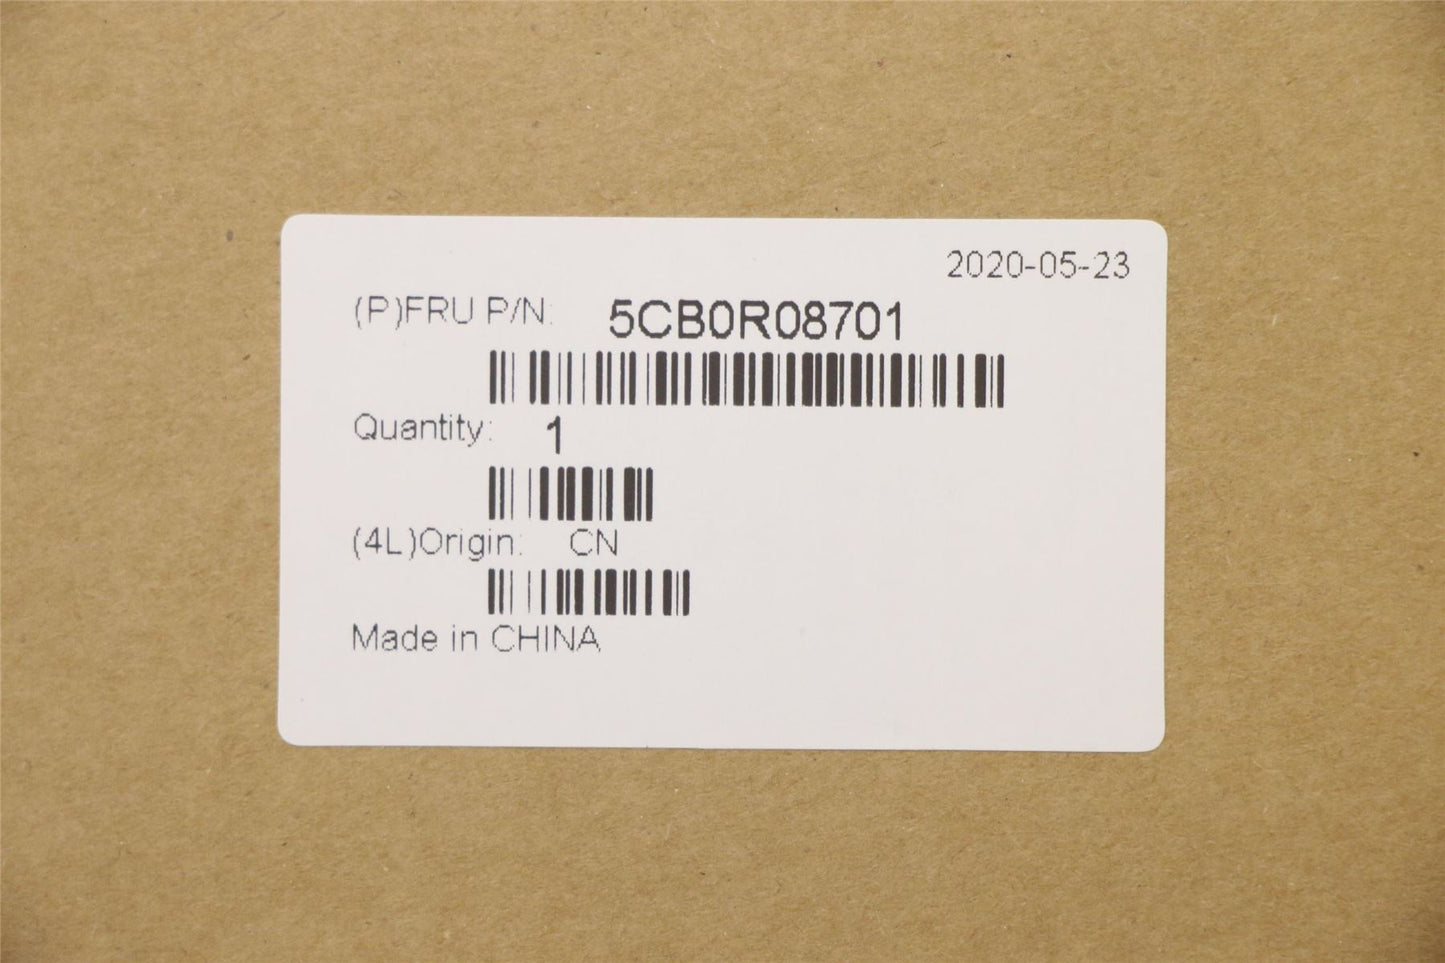 2020-05-23
(P)FRU P/N: 5CB0R08701
Quantity: 1
(4L)Origin: CN
Made in CHINA